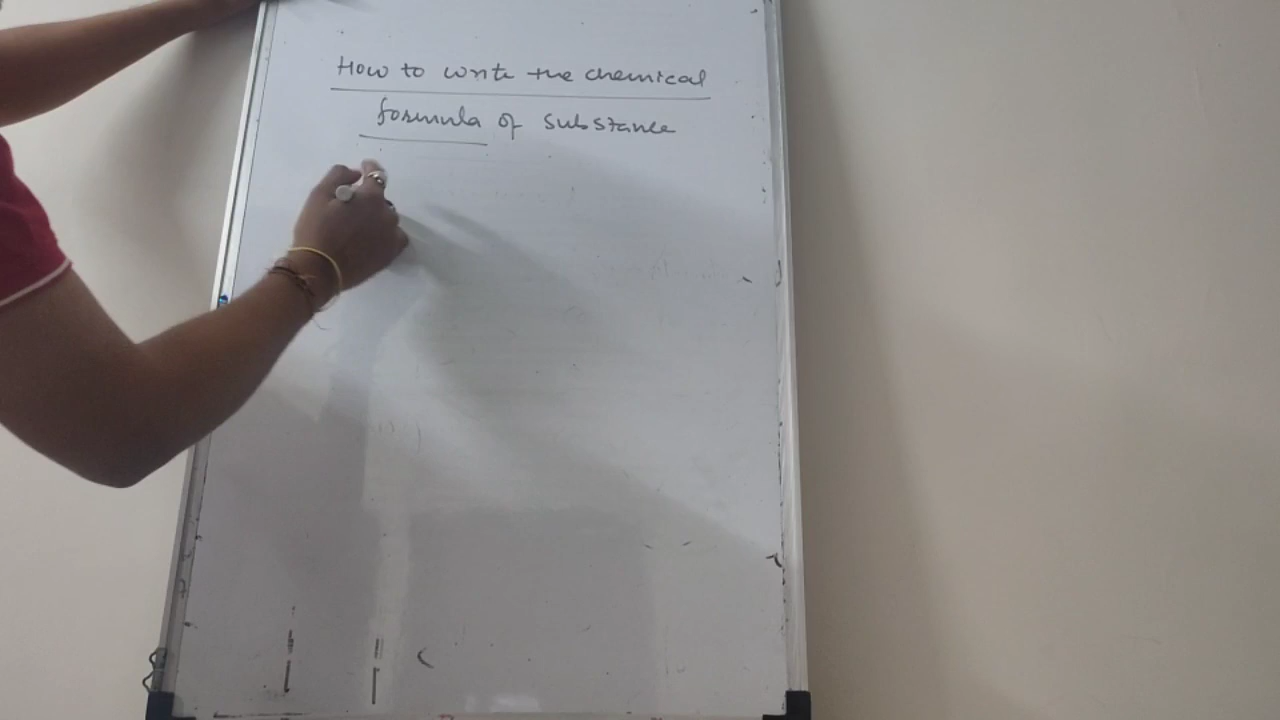 How to write the chemical
formula of substance